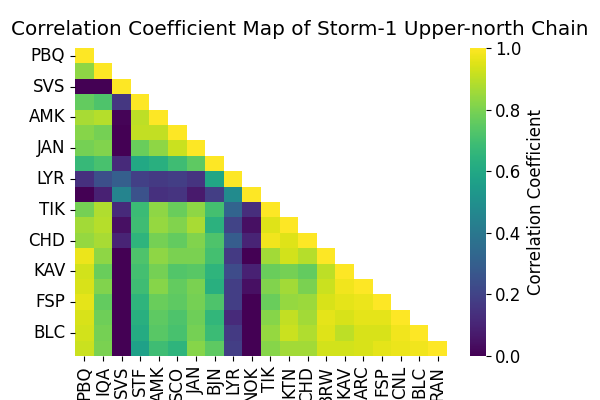 Correlation Coefficient Map of Storm-1 Upper-north Chain
PBQ
SVS
AMK
JAN
LYR
TIK
CHD
KAV
FSP
BLC
1.0
0.8
0.6
0.4
0.2
0.0
Correlation Coefficient
PBQ
IQA
SVS
STF
AMK
SCO
JAN
BJN
LYR
NOK
TIK
KTN
CHD
BRW
KAV
ARC
FSP
CNL
BLC
RAN